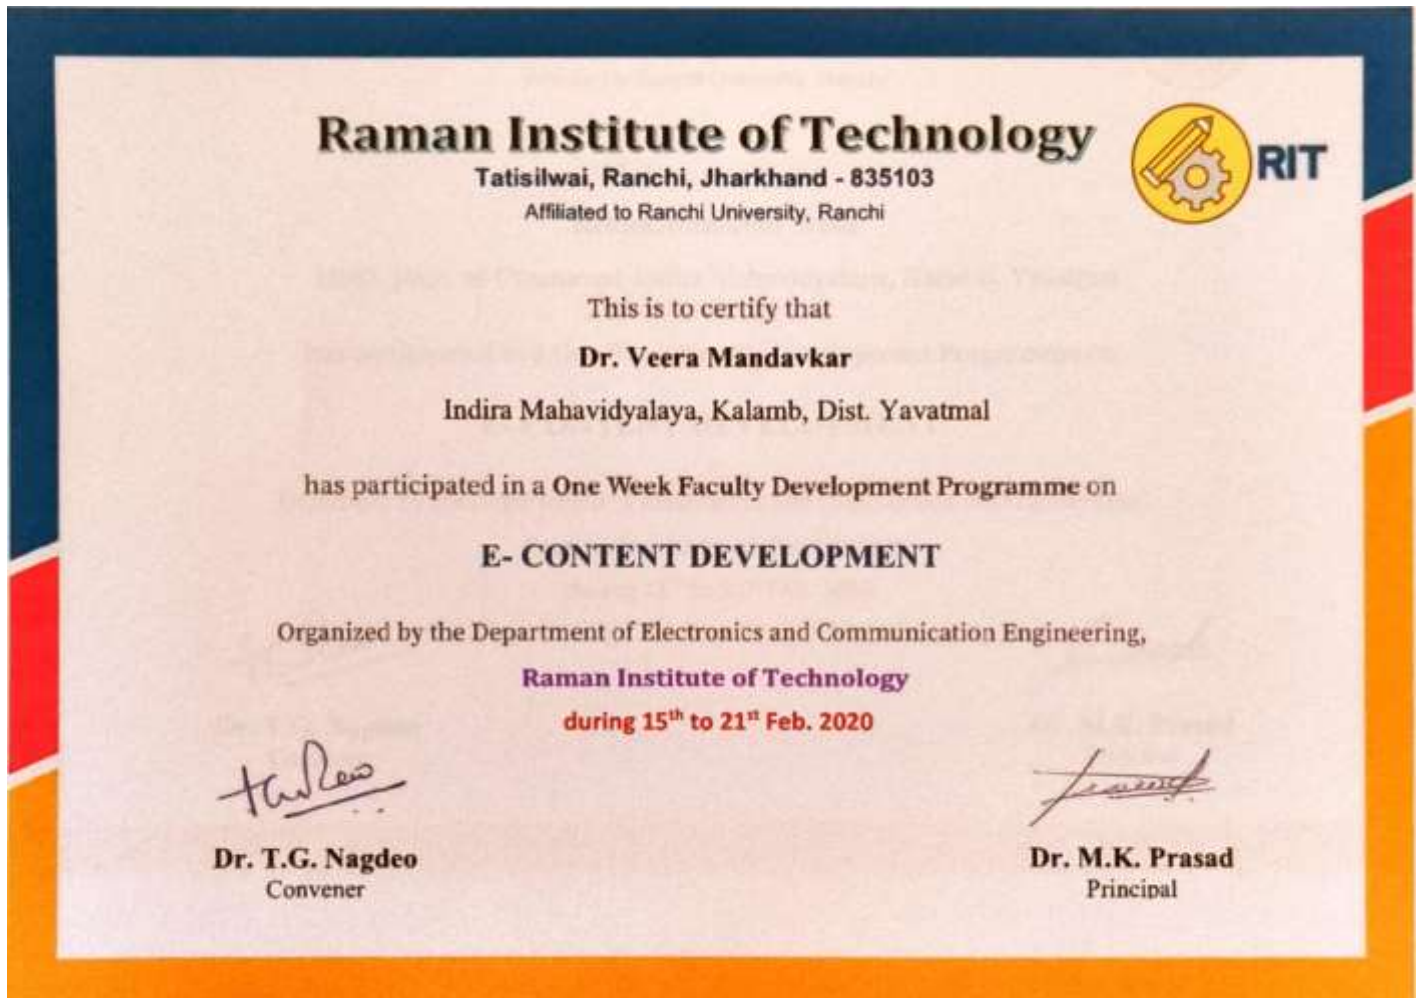 Raman Institute of Technology
RIT
Tatisilwai, Ranchi, Jharkhand - 835103
Affiliated to Ranchi University, Ranchi
This is to certify that
Dr. Veera Mandavkar
Indira Mahavidyalaya, Kalamb, Dist. Yavatmal
has participated in a One Week Faculty Development Programme on
E- CONTENT DEVELOPMENT
Organized by the Department of Electronics and Communication Engineering,
Raman Institute of Technology
during 15th to 21st Feb. 2020
Dr. T.G. Nagdeo
Convener
Dr. M.K. Prasad
Principal